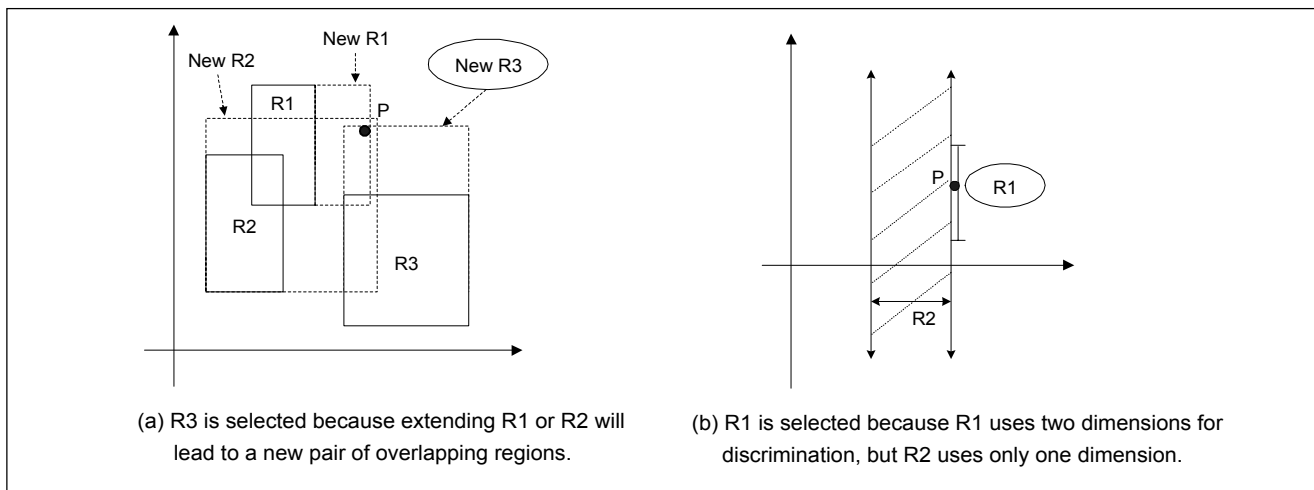 New R1
New R2
New R3
R1
P
R2
R3
P
R1
R2
(a) R3 is selected because extending R1 or R2 will
lead to a new pair of overlapping regions.
(b) R1 is selected because R1 uses two dimensions for
discrimination, but R2 uses only one dimension.